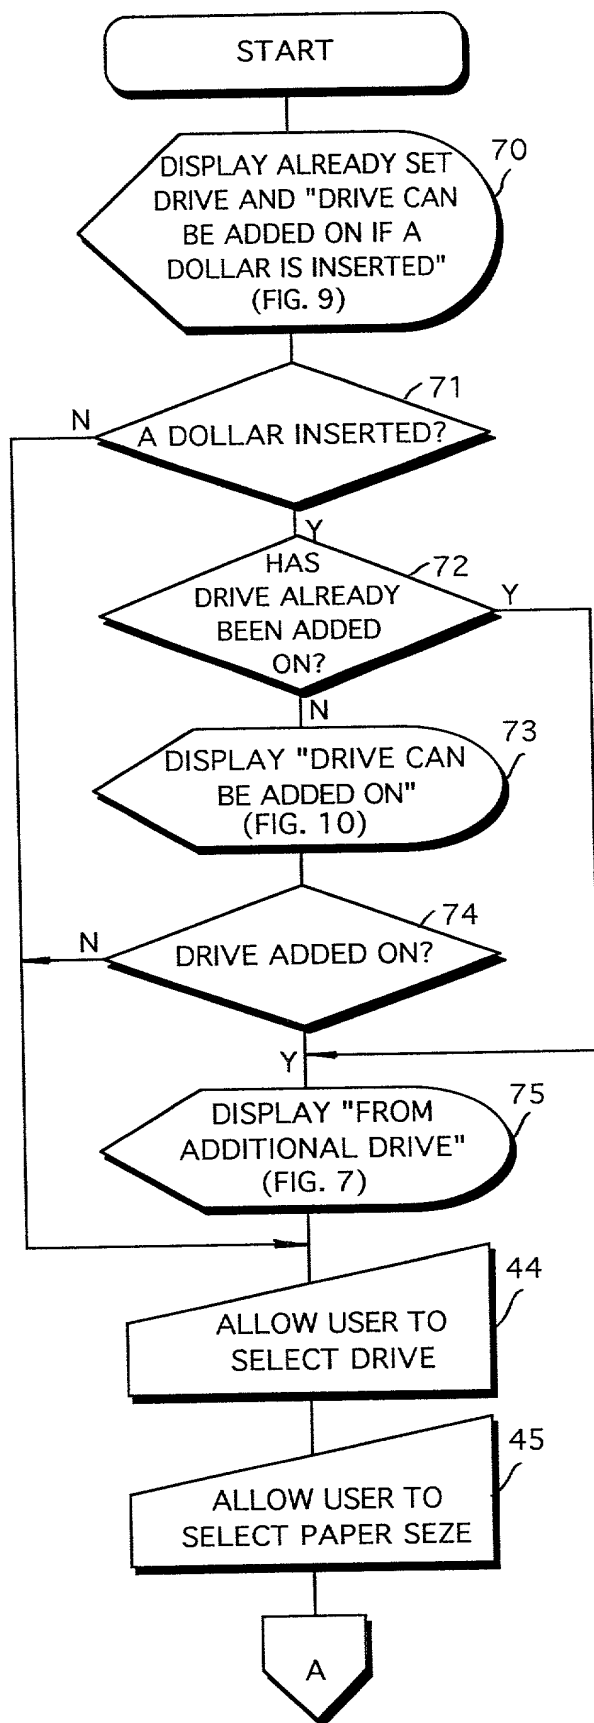 START
70
DISPLAY ALREADY SET
DRIVE AND "DRIVE CAN
BE ADDED ON IF A
DOLLAR IS INSERTED"
(FIG. 9)
71
N
A DOLLAR INSERTED?
Y
72
HAS
DRIVE ALREADY
BEEN ADDED
ON?
Y
N
73
DISPLAY "DRIVE CAN
BE ADDED ON"
(FIG. 10)
74
N
DRIVE ADDED ON?
Y
75
DISPLAY "FROM
ADDITIONAL DRIVE"
(FIG. 7)
44
ALLOW USER TO
SELECT DRIVE
45
ALLOW USER TO
SELECT PAPER SEZE
A